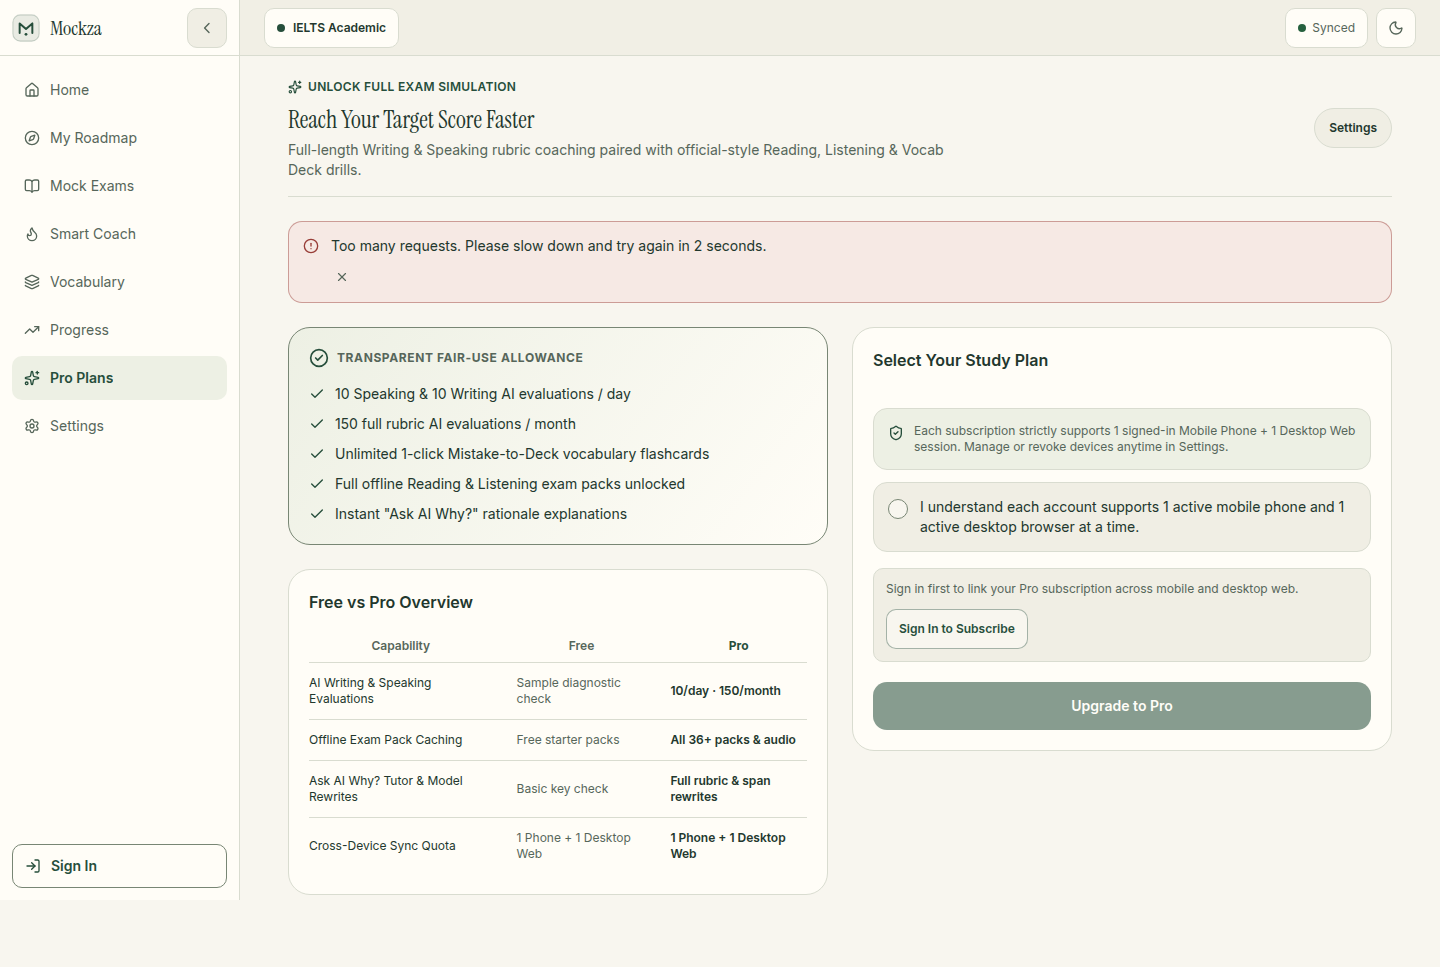 Mockza
IELTS Academic
Synced
Home
My Roadmap
Mock Exams
Smart Coach
Vocabulary
Progress
Pro Plans
Settings
Sign In
UNLOCK FULL EXAM SIMULATION
Reach Your Target Score Faster
Full-length Writing & Speaking rubric coaching paired with official-style Reading, Listening & Vocab
Deck drills.
Settings
Too many requests. Please slow down and try again in 2 seconds.
TRANSPARENT FAIR-USE ALLOWANCE
10 Speaking & 10 Writing AI evaluations / day
150 full rubric AI evaluations / month
Unlimited 1-click Mistake-to-Deck vocabulary flashcards
Full offline Reading & Listening exam packs unlocked
Instant "Ask AI Why?" rationale explanations
Free vs Pro Overview
Capability Free Pro
AI Writing & Speaking
Evaluations
Sample diagnostic
check
10/day · 150/month
Offline Exam Pack Caching
Free starter packs
All 36+ packs & audio
Ask AI Why? Tutor & Model
Rewrites
Basic key check
Full rubric & span
rewrites
Cross-Device Sync Quota
1 Phone + 1 Desktop
Web
1 Phone + 1 Desktop
Web
Select Your Study Plan
Each subscription strictly supports 1 signed-in Mobile Phone + 1 Desktop Web
session. Manage or revoke devices anytime in Settings.
I understand each account supports 1 active mobile phone and 1
active desktop browser at a time.
Sign in first to link your Pro subscription across mobile and desktop web.
Sign In to Subscribe
Upgrade to Pro